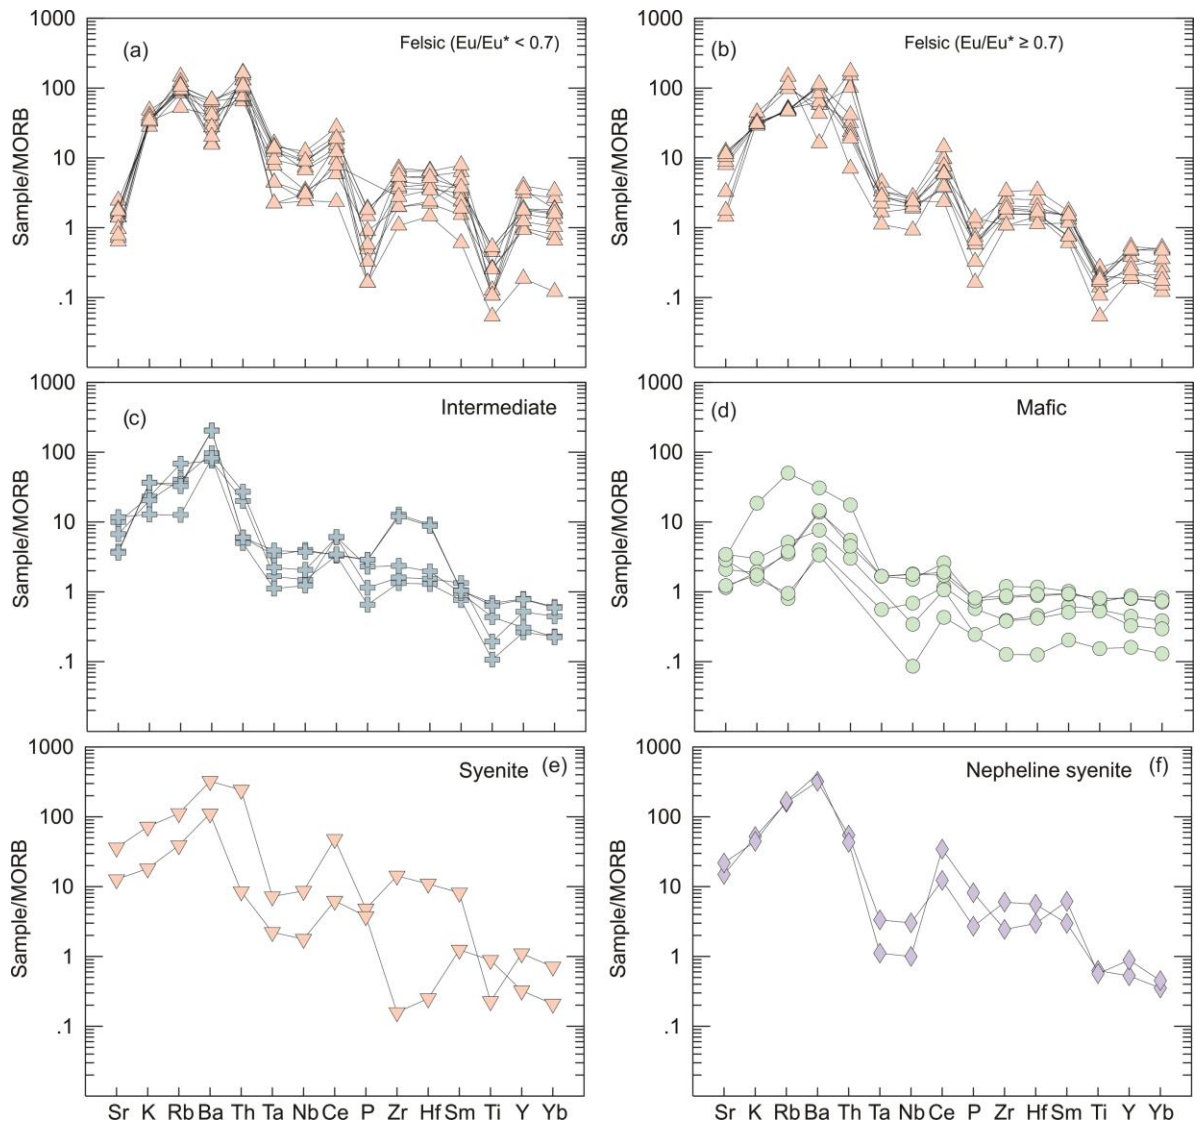 1000
100
10
1
.1
Sample/MORB
(a)
Felsic (Eu/Eu* < 0.7)
1000
100
10
1
.1
Sample/MORB
(b)
Felsic (Eu/Eu* ≥ 0.7)
1000
100
10
1
.1
Sample/MORB
(c)
Intermediate
1000
100
10
1
.1
Sample/MORB
(d)
Mafic
1000
100
10
1
.1
Sample/MORB
Syenite (e)
1000
100
10
1
.1
Sample/MORB
Nepheline syenite (f)
Sr K Rb Ba Th Ta Nb Ce P Zr Hf Sm Ti Y Yb
Sr K Rb Ba Th Ta Nb Ce P Zr Hf Sm Ti Y Yb